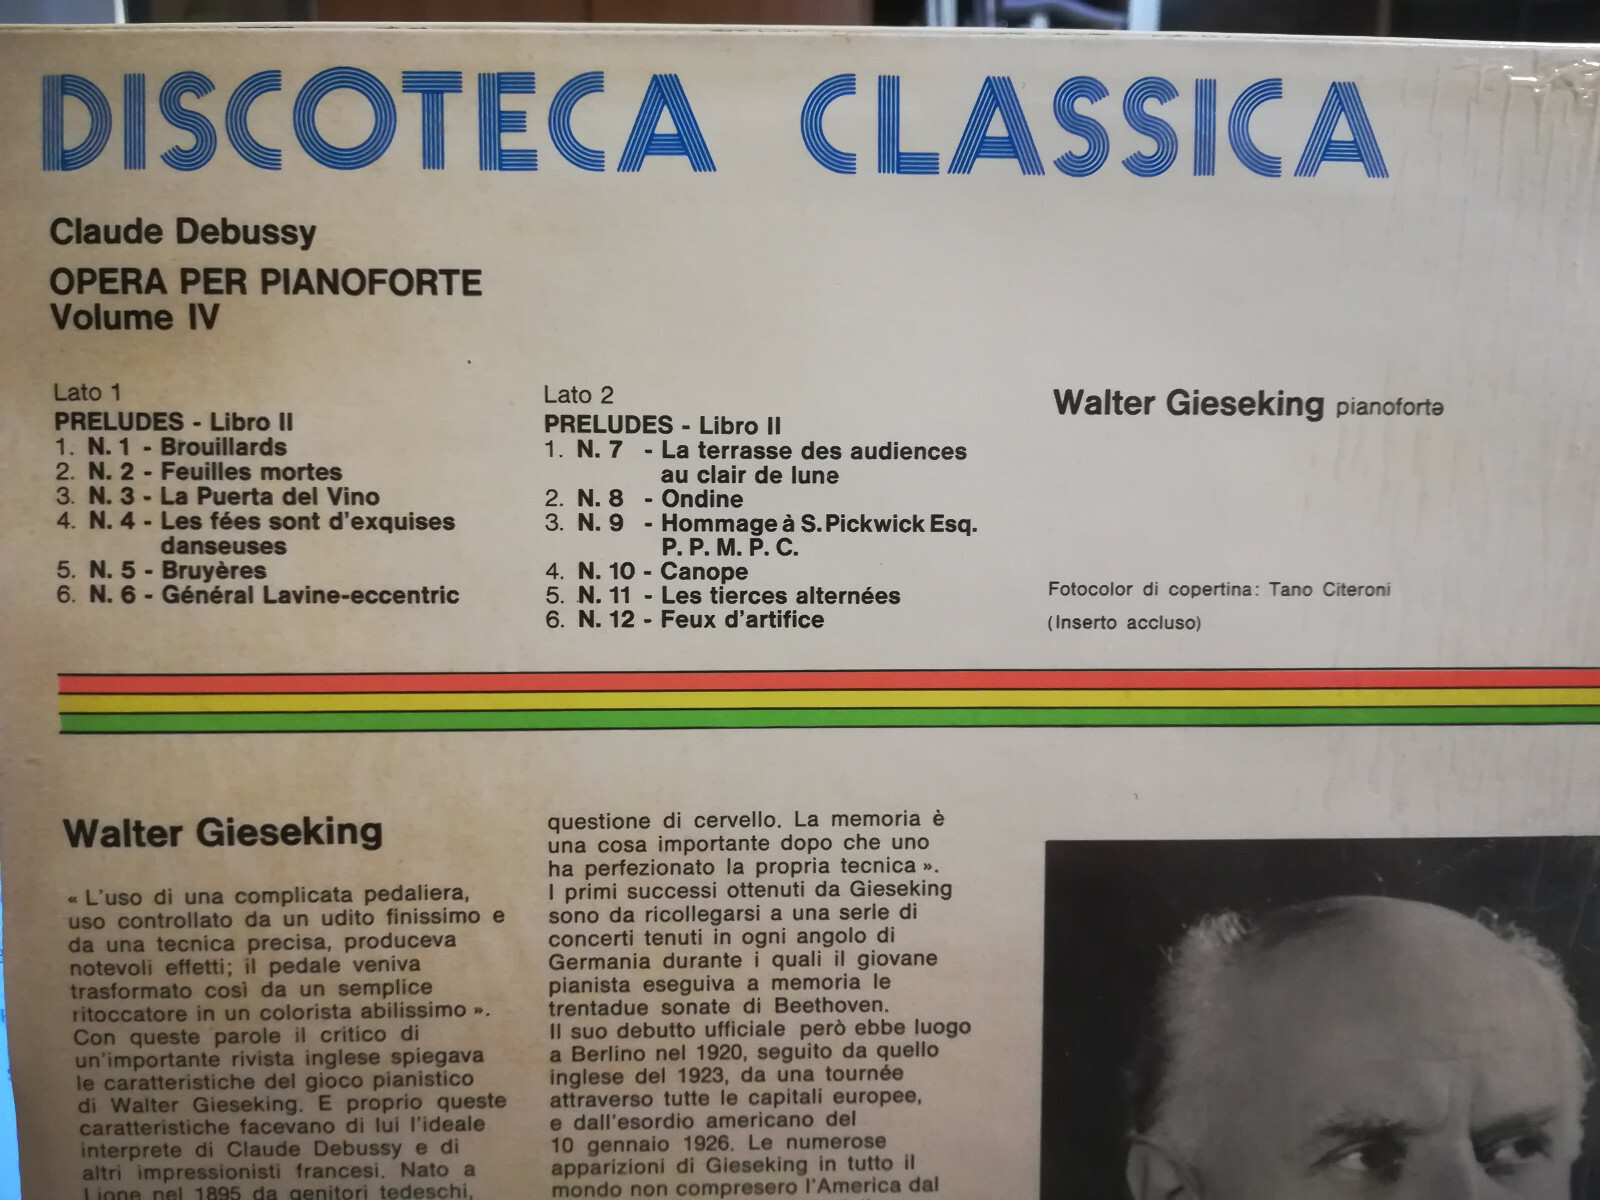 DISCOTECA CLASSICA
Claude Debussy
OPERA PER PIANOFORTE
Volume IV
Lato 1
PRELUDES - Libro II
1. N. 1 - Brouillards
2. N. 2 - Feuilles mortes
3. N. 3 - La Puerta del Vino
4. N. 4 - Les fées sont d'exquises
danseuses
5. N. 5 - Bruyères
6. N. 6 - Général Lavine-eccentric
Lato 2
PRELUDES - Libro II
1. N. 7 - La terrasse des audiences
au clair de lune
2. N. 8 - Ondine
3. N. 9 - Hommage à S. Pickwick Esq.
P. P. M. P. C.
4. N. 10 - Canope
5. N. 11 - Les tierces alternées
6. N. 12 - Feux d'artifice
Walter Gieseking pianoforte
Fotocolor di copertina: Tano Citeroni
(Inserto accluso)
Walter Gieseking
« L'uso di una complicata pedaliera,
uso controllato da un udito finissimo e
da una tecnica precisa, produceva
notevoli effetti; il pedale veniva
trasformato così da un semplice
ritoccatore in un colorista abilissimo ».
Con queste parole il critico di
un'importante rivista inglese spiegava
le caratteristiche del gioco pianistico
di Walter Gieseking. E proprio queste
caratteristiche facevano di lui l'ideale
interprete di Claude Debussy e di
altri impressionisti francesi. Nato a
Lione nel 1895 da genitori tedeschi,
questione di cervello. La memoria è
una cosa importante dopo che uno
ha perfezionato la propria tecnica ».
I primi successi ottenuti da Gieseking
sono da ricollegarsi a una serie di
concerti tenuti in ogni angolo di
Germania durante i quali il giovane
pianista eseguiva a memoria le
trentadue sonate di Beethoven.
Il suo debutto ufficiale però ebbe luogo
a Berlino nel 1920, seguito da quello
inglese del 1923, da una tournée
attraverso tutte le capitali europee,
e dall'esordio americano del
10 gennaio 1926. Le numerose
apparizioni di Gieseking in tutto il
mondo non compresero l'America dal